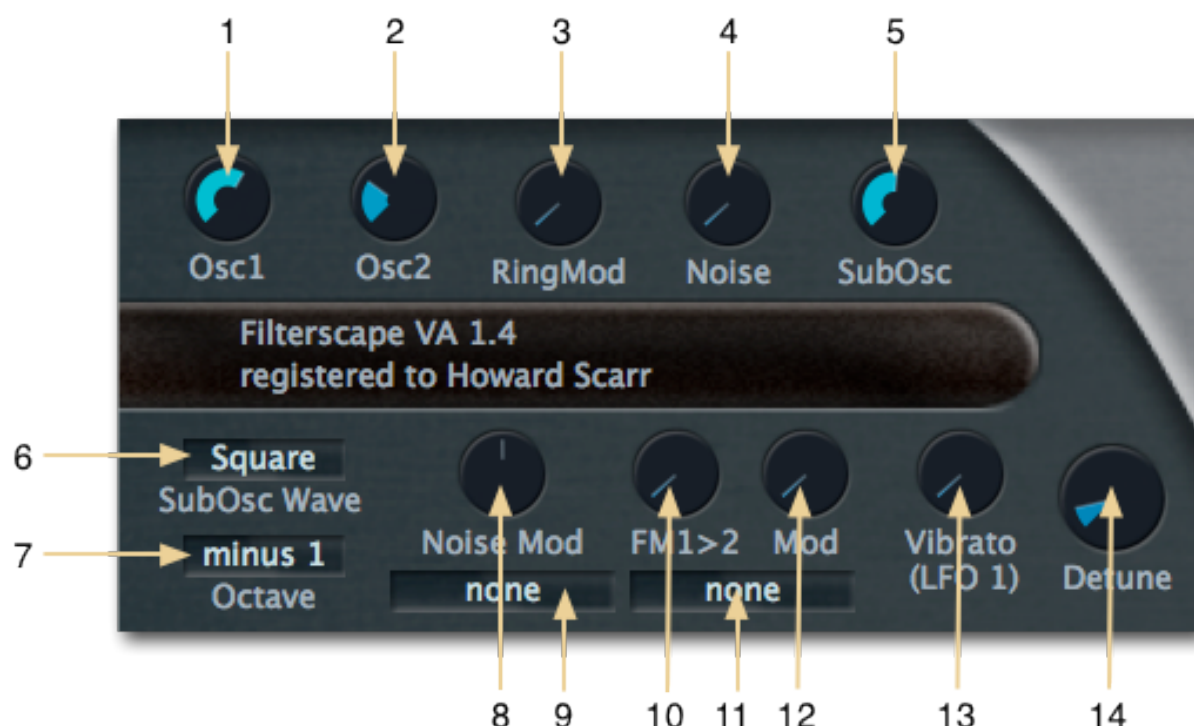 1 2 3 4 5
Osc1 Osc2 RingMod Noise SubOsc
Filterscape VA 1.4
registered to Howard Scarr
6 Square
SubOsc Wave
7 minus 1
Octave
Noise Mod FM1>2 Mod Vibrato
(LFO 1) Detune
none none
8 9 10 11 12 13 14